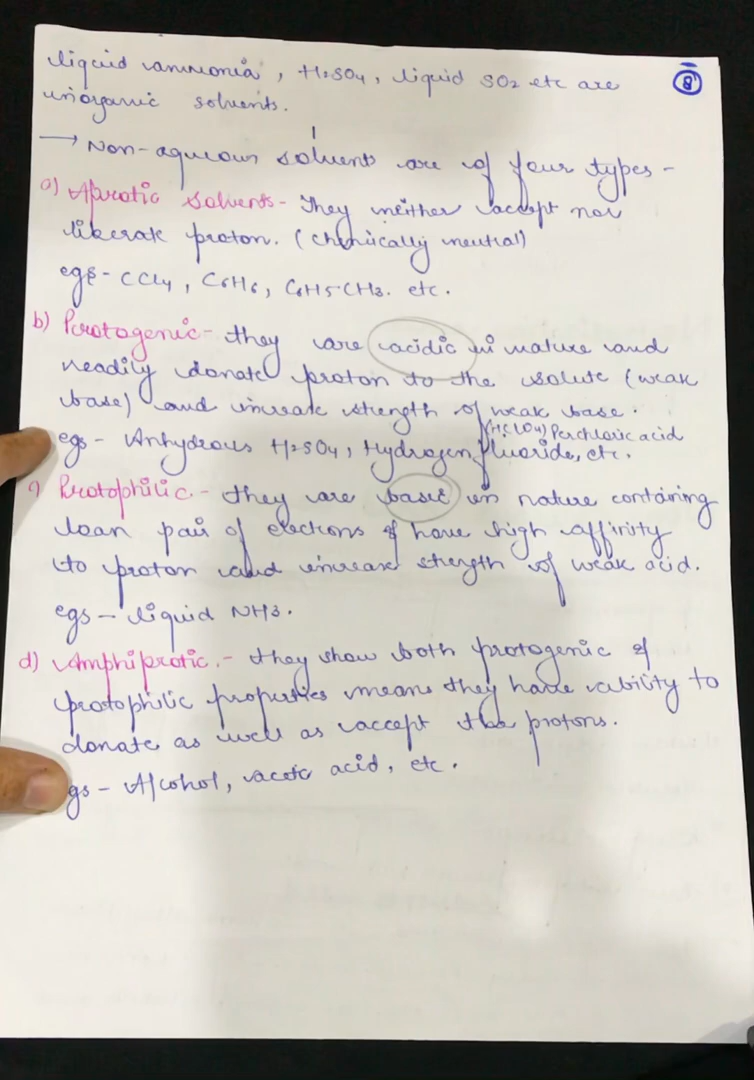 8
liquid ammonia, H2SO4, liquid SO2 etc are
inorganic solvents.
→ Non-aqueous solvents are of four types -
a) Aprotic solvents - They neither accept nor
liberate proton. (chemically neutral)
egs - CCl4, C6H6, C6H5-CH3. etc.
b) Protogenic - they are acidic in nature and
readily donate proton to the solute (weak
base) and increase strength of weak base.
(HClO4) Perchloric acid
egs - Anhydrous H2SO4, Hydrogen fluoride, etc.
c) Protophilic - they are basic in nature containing
loan pair of electrons & have high affinity
to proton and increase strength of weak acid.
egs - liquid NH3.
d) Amphiprotic - they show both protogenic &
protophilic properties means they have ability to
donate as well as accept the protons.
gs - Alcohol, acetic acid, etc.